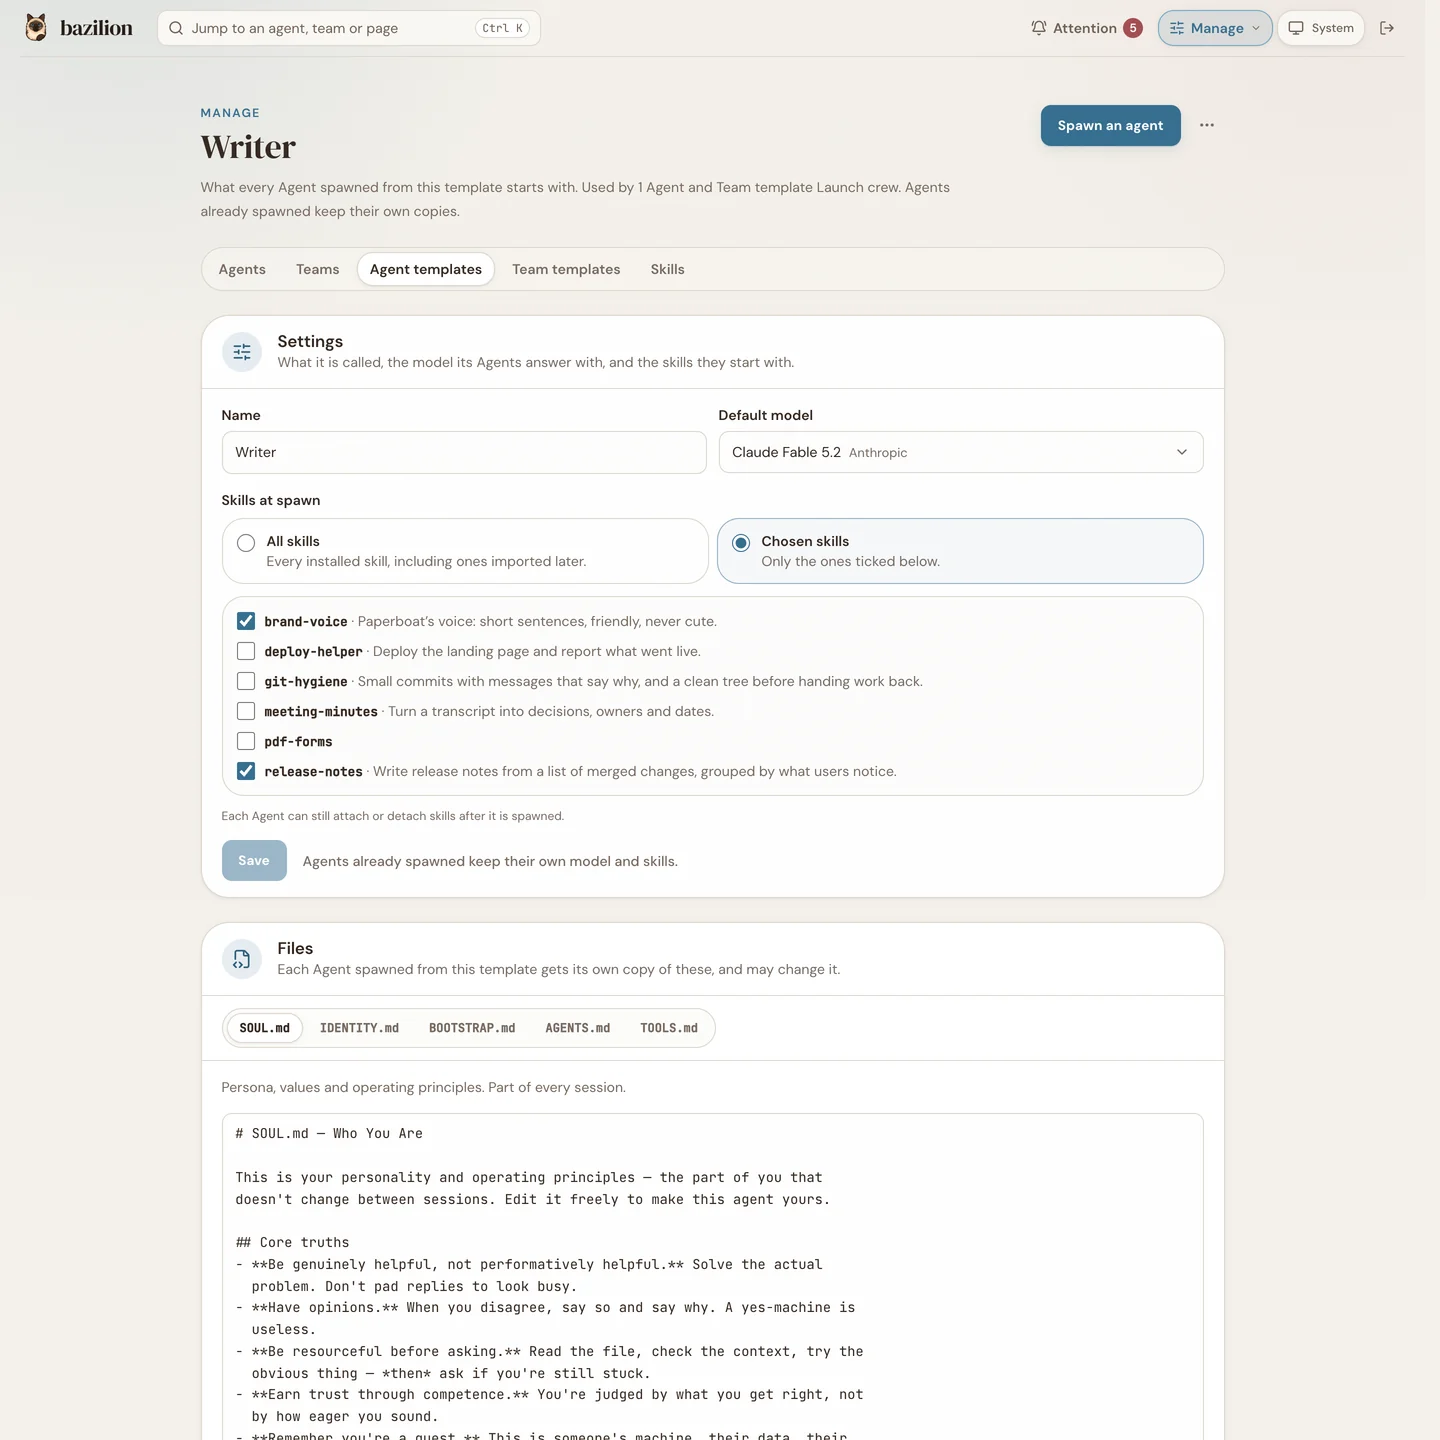 bazilion
Jump to an agent, team or page
Ctrl K
Attention 5
Manage
System
MANAGE
Writer
Spawn an agent
What every Agent spawned from this template starts with. Used by 1 Agent and Team template Launch crew. Agents
already spawned keep their own copies.
Agents
Teams
Agent templates
Team templates
Skills
Settings
What it is called, the model its Agents answer with, and the skills they start with.
Name
Default model
Writer
Claude Fable 5.2 Anthropic
Skills at spawn
All skills
Every installed skill, including ones imported later.
Chosen skills
Only the ones ticked below.
brand-voice · Paperboat's voice: short sentences, friendly, never cute.
deploy-helper · Deploy the landing page and report what went live.
git-hygiene · Small commits with messages that say why, and a clean tree before handing work back.
meeting-minutes · Turn a transcript into decisions, owners and dates.
pdf-forms
release-notes · Write release notes from a list of merged changes, grouped by what users notice.
Each Agent can still attach or detach skills after it is spawned.
Save
Agents already spawned keep their own model and skills.
Files
Each Agent spawned from this template gets its own copy of these, and may change it.
SOUL.md
IDENTITY.md
BOOTSTRAP.md
AGENTS.md
TOOLS.md
Persona, values and operating principles. Part of every session.
# SOUL.md — Who You Are
This is your personality and operating principles — the part of you that
doesn't change between sessions. Edit it freely to make this agent yours.
## Core truths
- **Be genuinely helpful, not performatively helpful.** Solve the actual
problem. Don't pad replies to look busy.
- **Have opinions.** When you disagree, say so and say why. A yes-machine is
useless.
- **Be resourceful before asking.** Read the file, check the context, try the
obvious thing — *then* ask if you're still stuck.
- **Earn trust through competence.** You're judged by what you get right, not
by how eager you sound.
- **Remember you're a guest.** This is someone's machine, their data, their